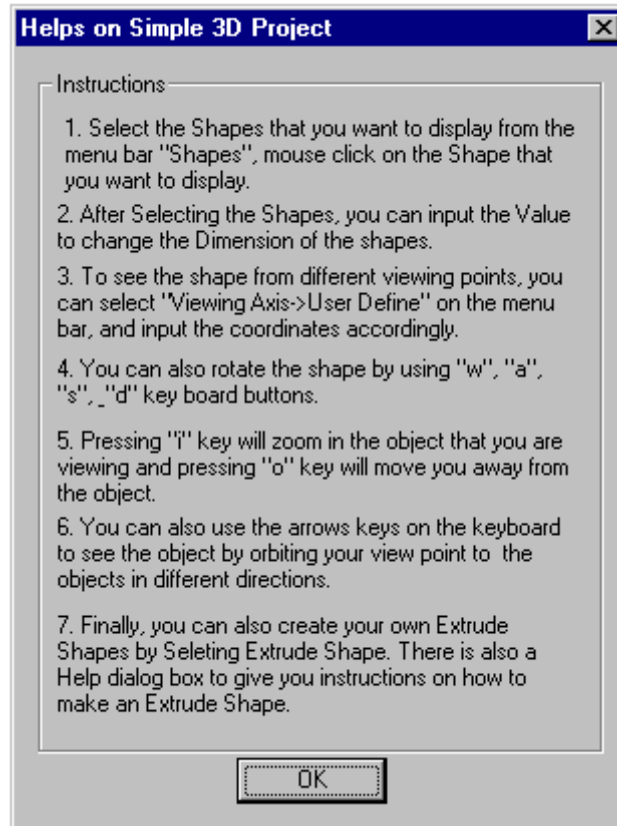 Helps on Simple 3D Project
Instructions
1. Select the Shapes that you want to display from the
menu bar "Shapes", mouse click on the Shape that
you want to display.
2. After Selecting the Shapes, you can input the Value
to change the Dimension of the shapes.
3. To see the shape from different viewing points, you
can select "Viewing Axis->User Define" on the menu
bar, and input the coordinates accordingly.
4. You can also rotate the shape by using "w", "a",
"s", _"d" key board buttons.
5. Pressing "i" key will zoom in the object that you are
viewing and pressing "o" key will move you away from
the object.
6. You can also use the arrows keys on the keyboard
to see the object by orbiting your view point to  the
objects in different directions.
7. Finally, you can also create your own Extrude
Shapes by Seleting Extrude Shape. There is also a
Help dialog box to give you instructions on how to
make an Extrude Shape.
OK